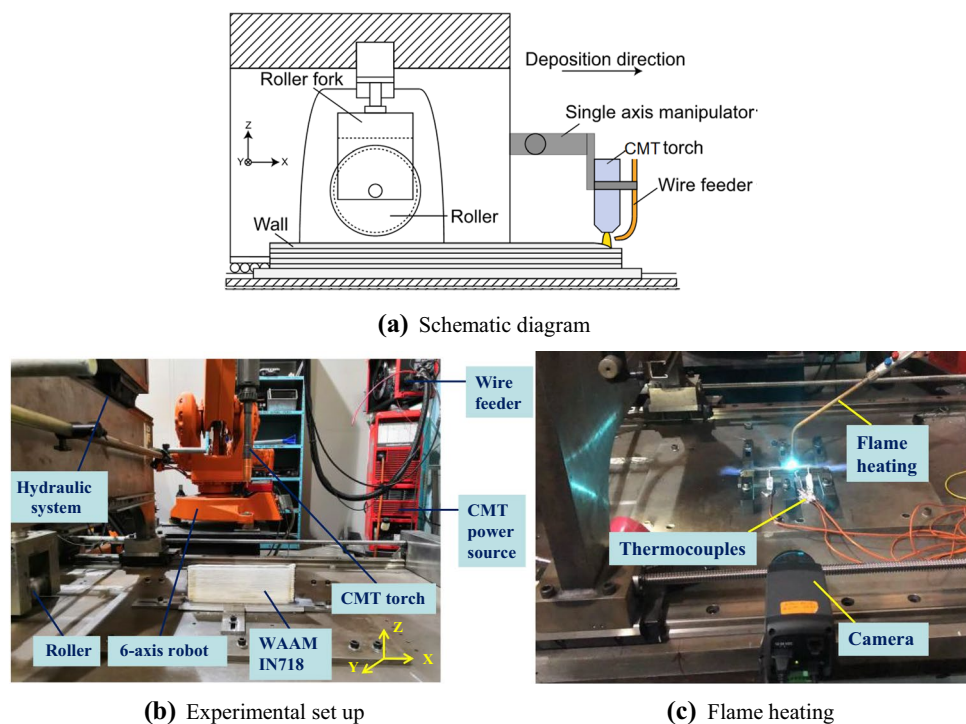 Deposition direction
Roller fork
Single axis manipulator
CMT torch
Z
Y X
Wire feeder
Roller
Wall
(a) Schematic diagram
Wire
feeder
Hydraulic
system
CMT
power
source
CMT torch
Roller
6-axis robot
WAAM
IN718
Z
X
Y
(b) Experimental set up
Flame
heating
Thermocouples
Camera
(c) Flame heating